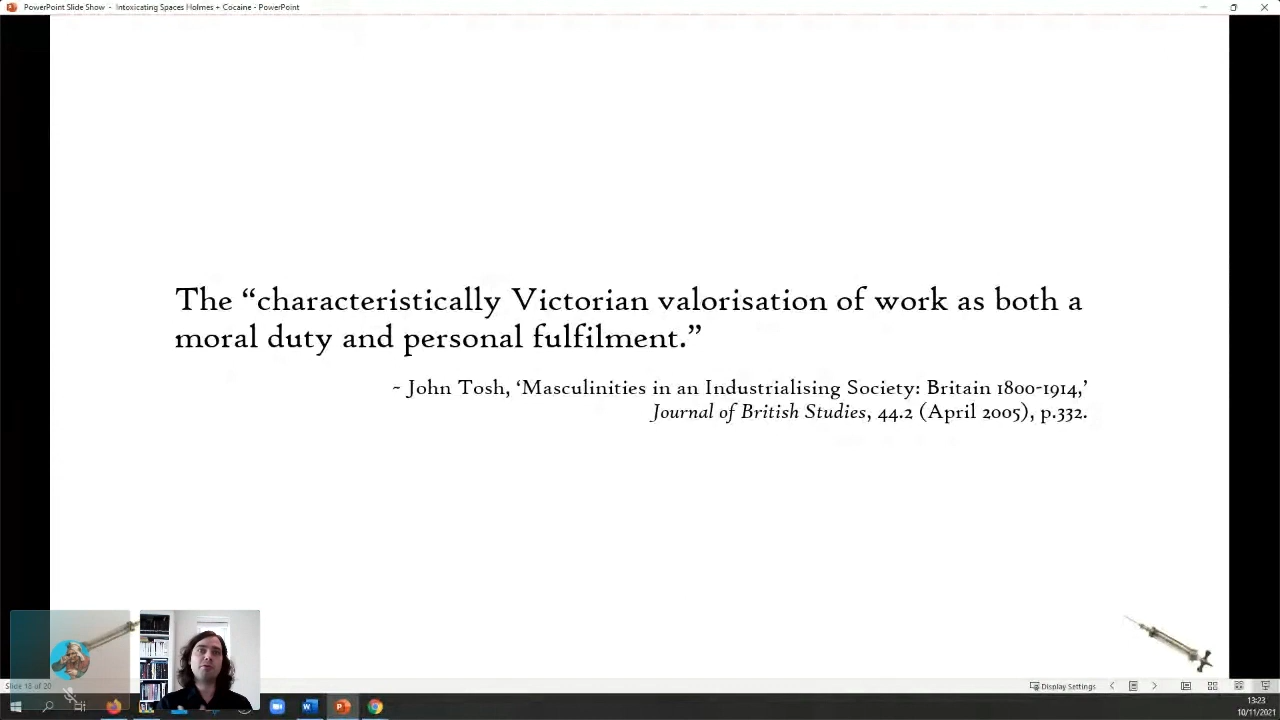 PowerPoint Slide Show - Intoxicating Spaces Holmes + Cocaine - PowerPoint
The “characteristically Victorian valorisation of work as both a
moral duty and personal fulfilment.”
~ John Tosh, ‘Masculinities in an Industrialising Society: Britain 1800-1914,’
Journal of British Studies, 44.2 (April 2005), p.332.
Display Settings
13:23
10/11/2021